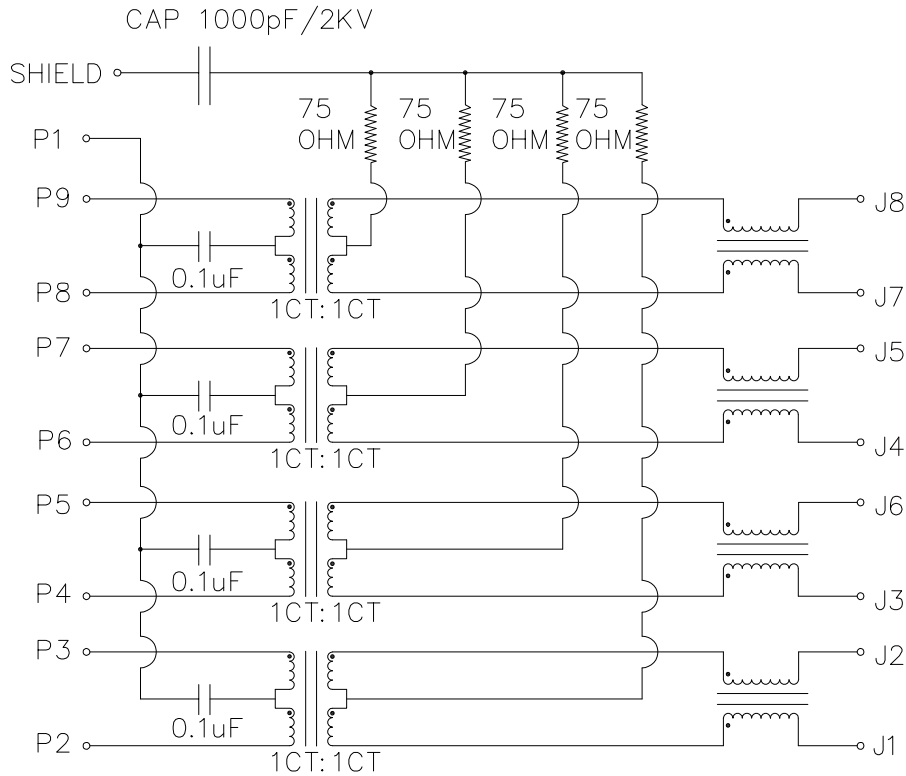 CAP 1000pF/2KV
SHIELD
75 OHM
75 OHM
75 OHM
75 OHM
P1
P9
J8
0.1uF
P8
1CT:1CT
J7
P7
J5
0.1uF
P6
1CT:1CT
J4
P5
J6
0.1uF
P4
1CT:1CT
J3
P3
J2
0.1uF
P2
1CT:1CT
J1